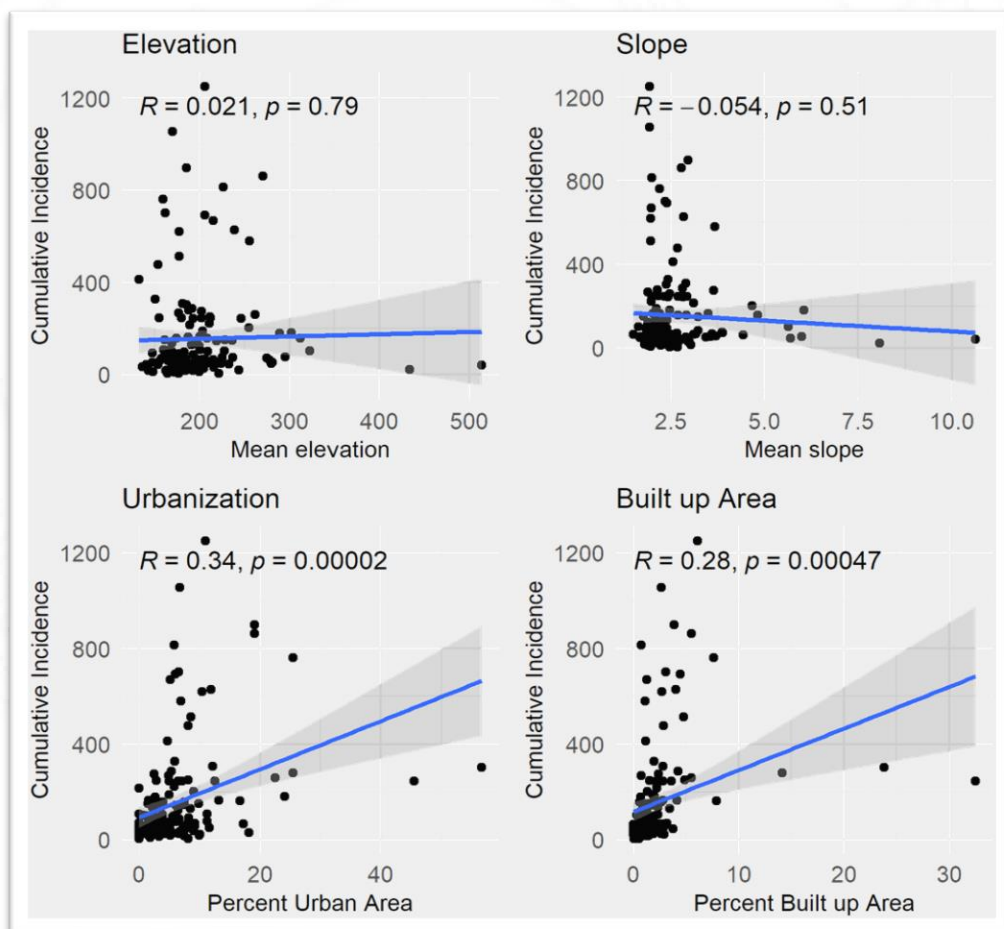 Elevation
R = 0.021, p = 0.79
1200
800
400
0
Cumulative Incidence
200
300
400
500
Mean elevation
Slope
R = −0.054, p = 0.51
1200
800
400
0
Cumulative Incidence
2.5
5.0
7.5
10.0
Mean slope
Urbanization
R = 0.34, p = 0.00002
1200
800
400
0
Cumulative Incidence
0
20
40
Percent Urban Area
Built up Area
R = 0.28, p = 0.00047
1200
800
400
0
Cumulative Incidence
0
10
20
30
Percent Built up Area